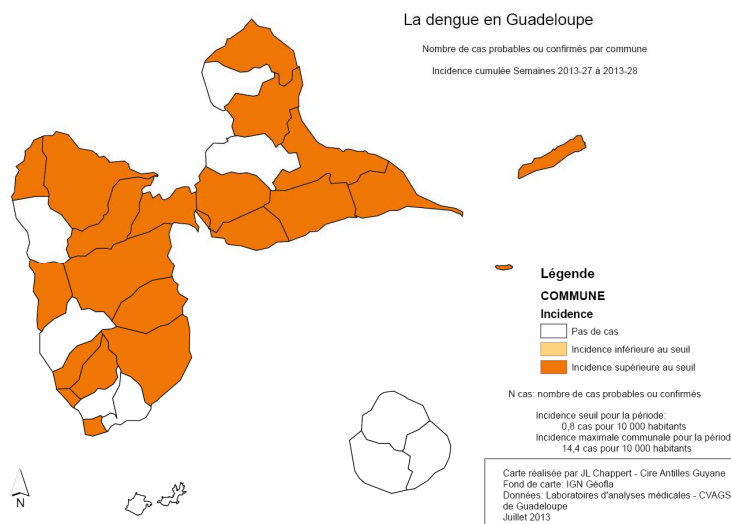 La dengue en Guadeloupe
Nombre de cas probables ou confirmés par commune
Incidence cumulée Semaines 2013-27 à 2013-28
Légende
COMMUNE
Incidence
Pas de cas
Incidence inférieure au seuil
Incidence supérieure au seuil
N cas: nombre de cas probables ou confirmés
Incidence seuil pour la période:
0,8 cas pour 10 000 habitants
Incidence maximale communale pour la périod
14,4 cas pour 10 000 habitants
Carte réalisée par JL Chappert - Cire Antilles Guyane
Fond de carte: IGN Géofla
Données: Laboratoires d'analyses médicales - CVAGS
de Guadeloupe
Juillet 2013
N